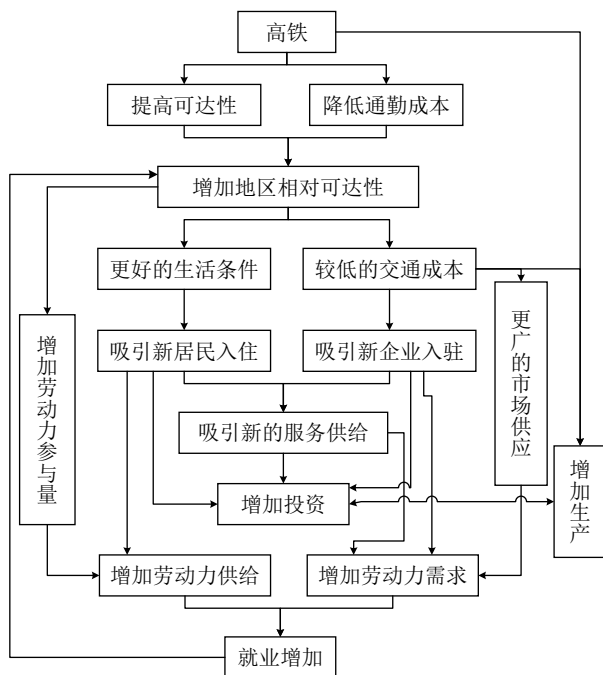 高铁
提高可达性
降低通勤成本
增加地区相对可达性
更好的生活条件
较低的交通成本
增加劳动力参与量
吸引新居民入住
吸引新企业入驻
更广的市场供应
吸引新的服务供给
增加投资
增加生产
增加劳动力供给
增加劳动力需求
就业增加